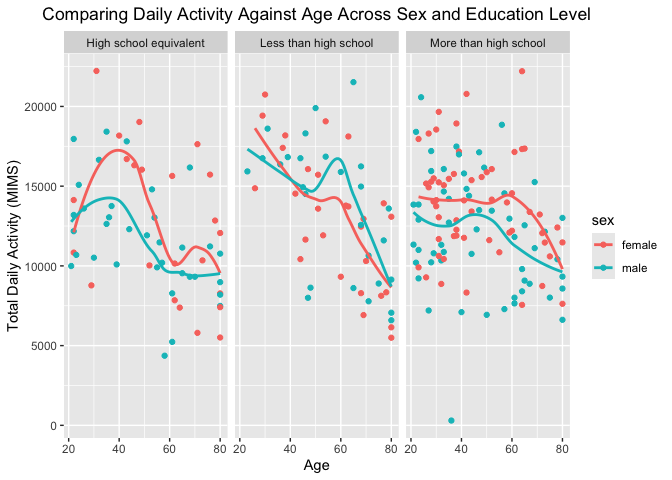 Comparing Daily Activity Against Age Across Sex and Education Level
High school equivalent
Less than high school
More than high school
Total Daily Activity (MIMS)
20000
15000
10000
5000
0
20 40 60 80
20 40 60 80
20 40 60 80
Age
sex
female
male